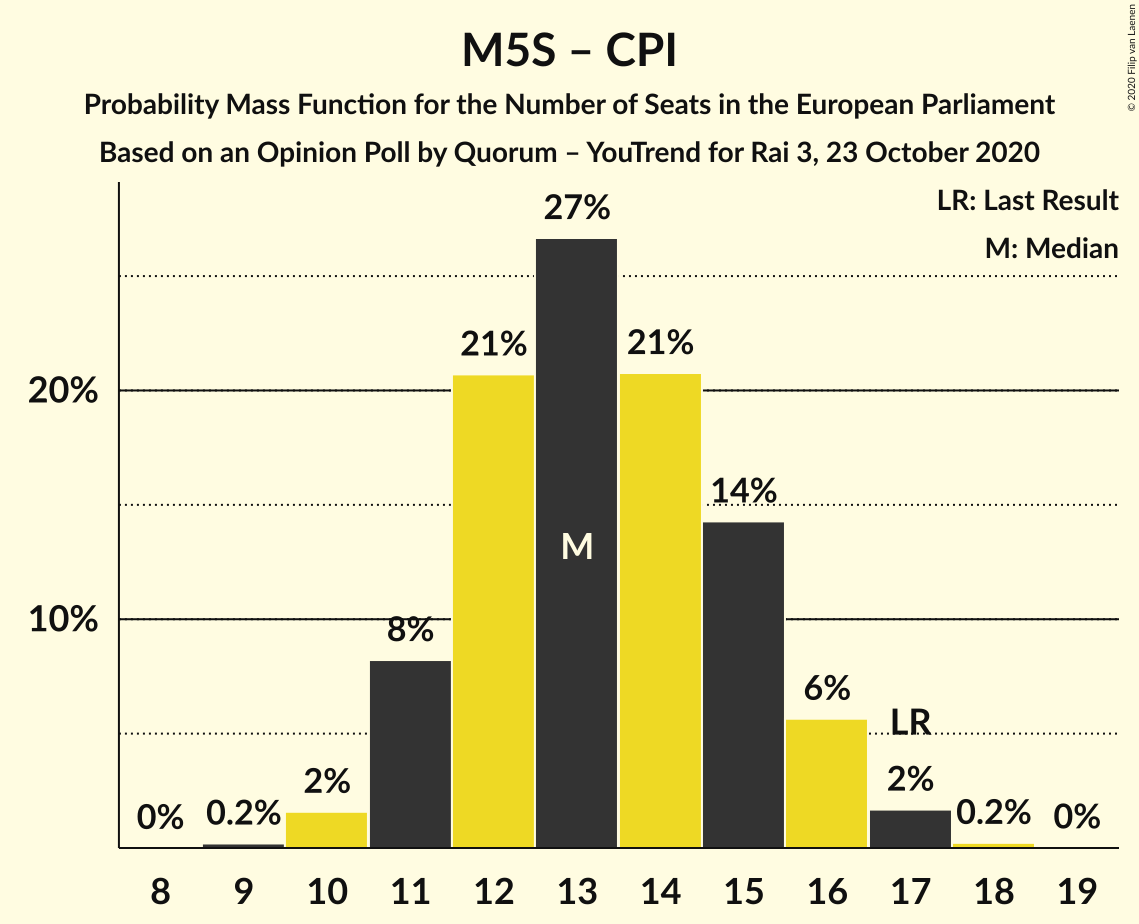 M5S – CPI
Probability Mass Function for the Number of Seats in the European Parliament
Based on an Opinion Poll by Quorum – YouTrend for Rai 3, 23 October 2020
© 2020 Filip van Laenen
LR: Last Result
M: Median
20%
10%
0%
0.2%
2%
8%
21%
27%
M
21%
14%
6%
LR
2%
0.2%
0%
8 9 10 11 12 13 14 15 16 17 18 19